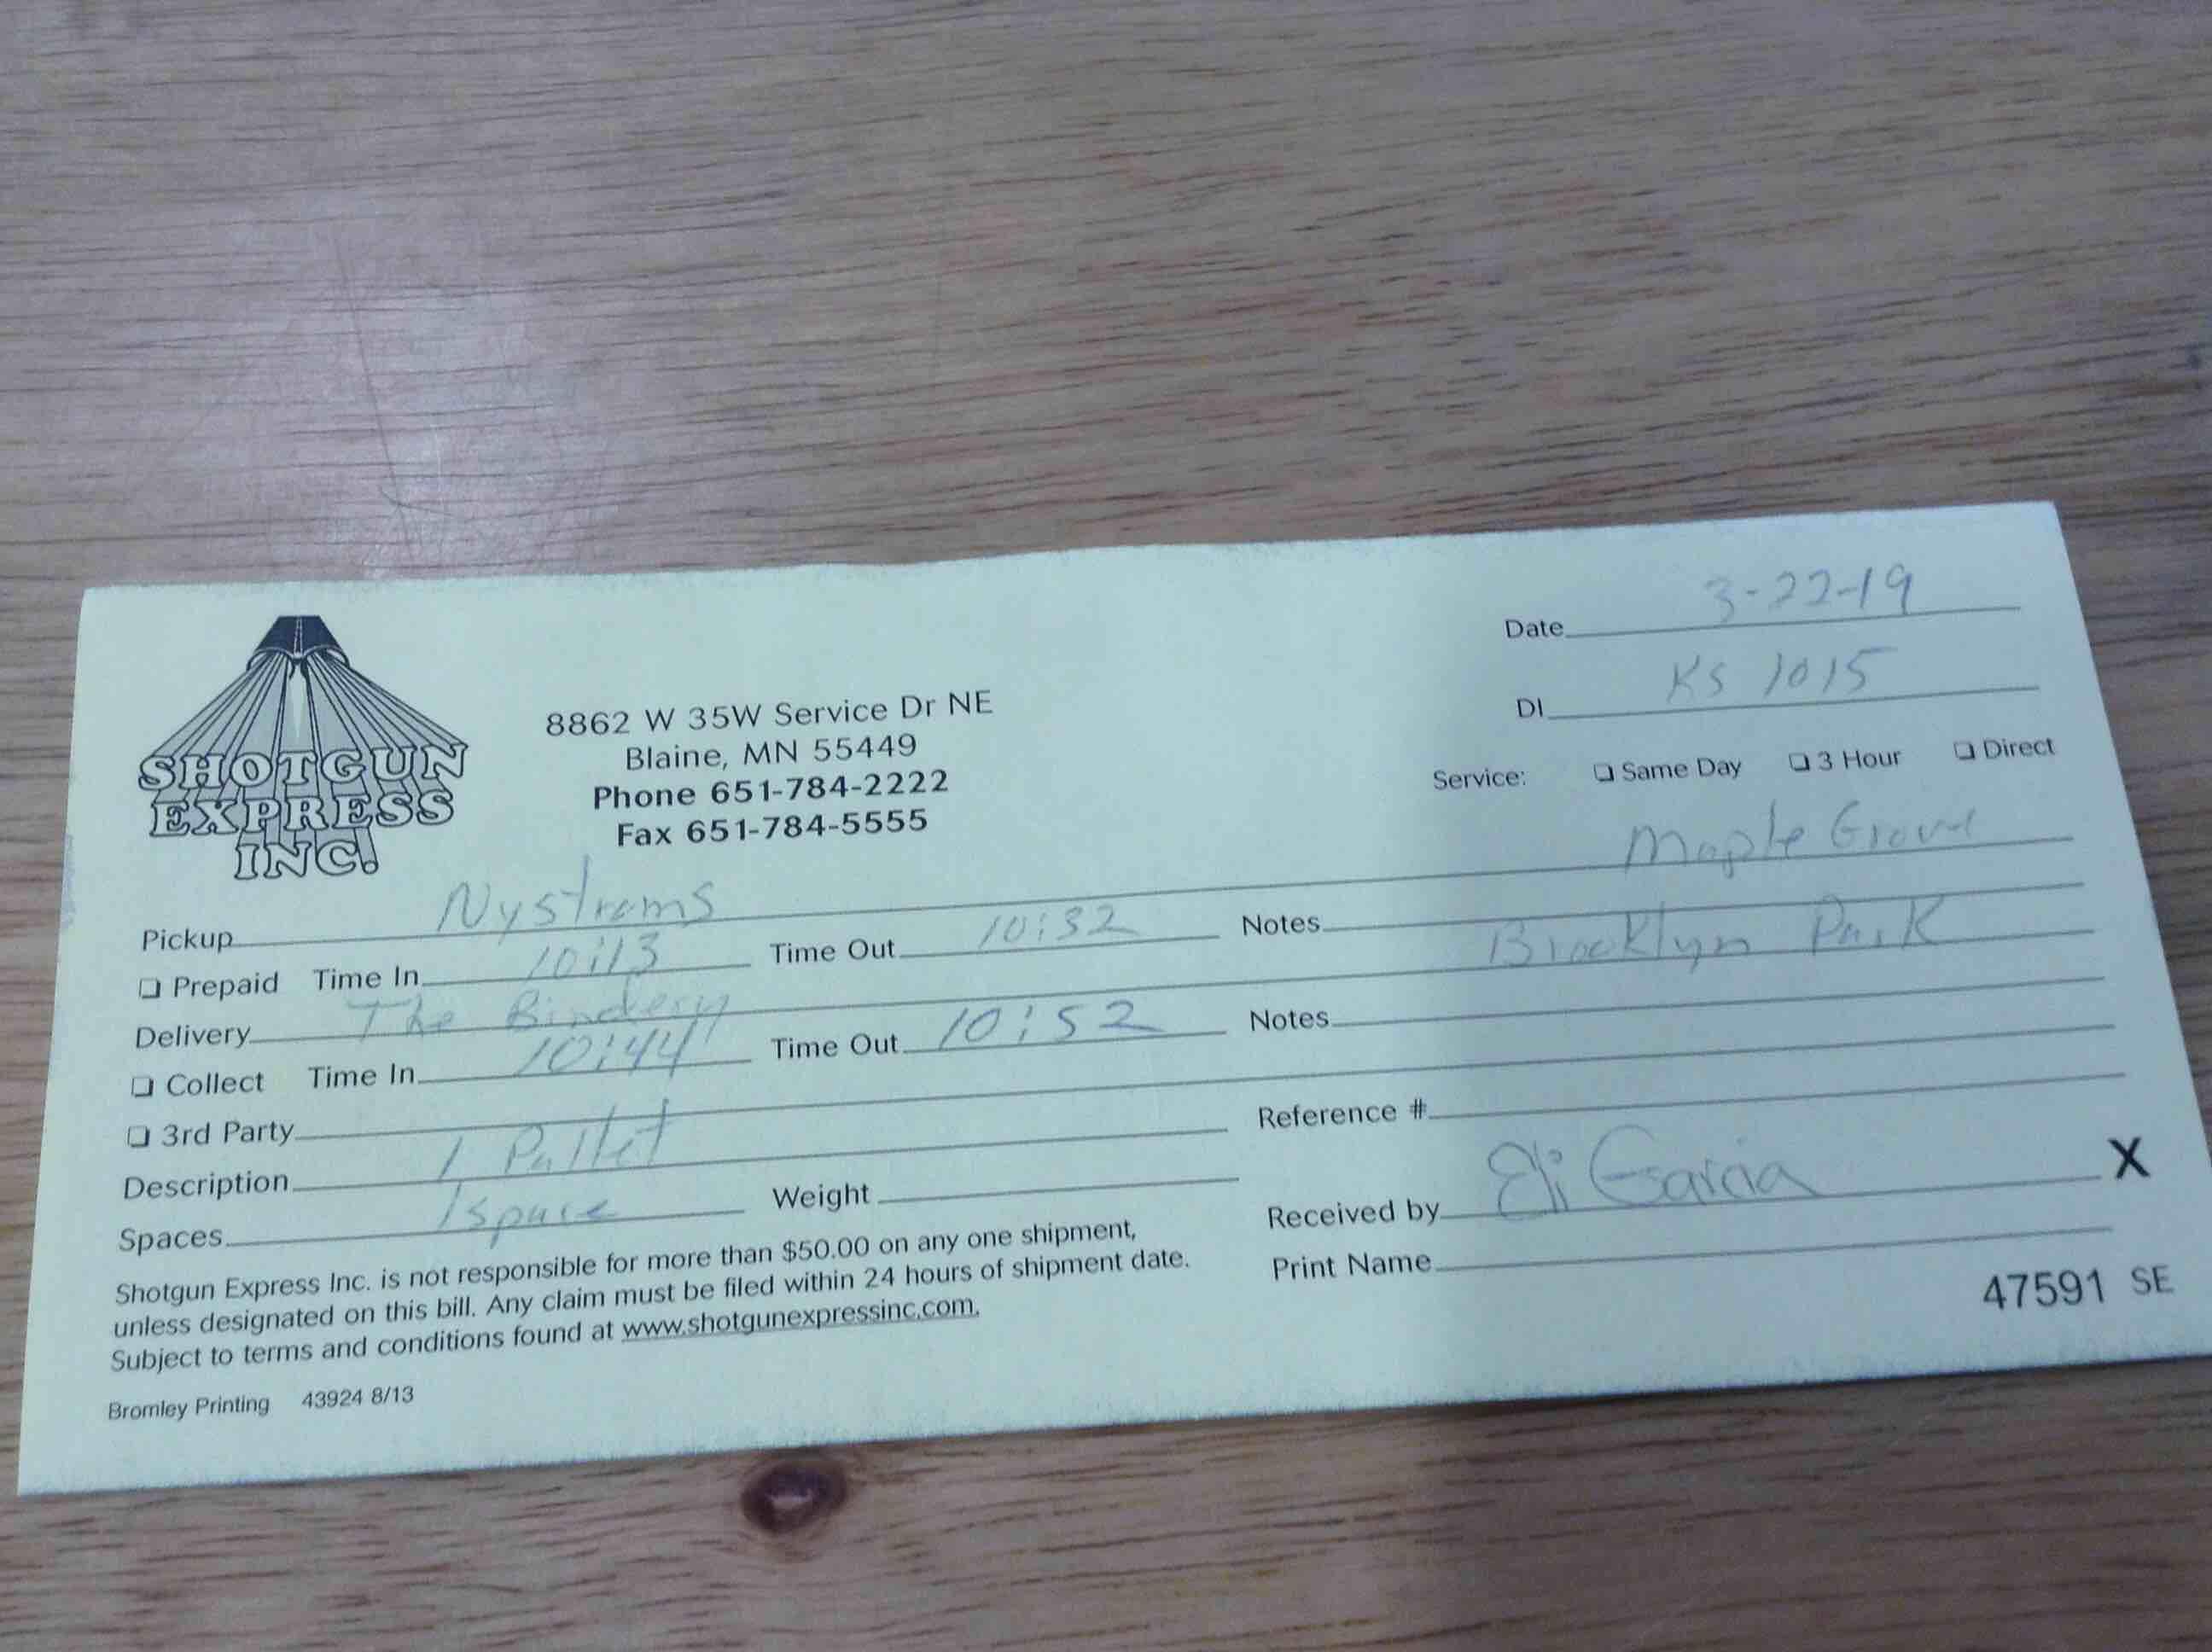 SHOTGUN
EXPRESS
INC.
8862 W 35W Service Dr NE
Blaine, MN 55449
Phone 651-784-2222
Fax 651-784-5555
Date 3-22-19
DI KS 1015
Service: ❑ Same Day ❑ 3 Hour ❑ Direct
Pickup Nystroms Maple Grove
❑ Prepaid Time In 10:13 Time Out 10:32 Notes
Delivery The Bindery Brooklyn Park
❑ Collect Time In 10:44 Time Out 10:52 Notes
❑ 3rd Party
Description 1 Pallet Reference #
Spaces 1 space Weight Received by Eli Garcia X
Print Name
Shotgun Express Inc. is not responsible for more than $50.00 on any one shipment,
unless designated on this bill. Any claim must be filed within 24 hours of shipment date.
Subject to terms and conditions found at www.shotgunexpressinc.com.
47591 SE
Bromley Printing 43924 8/13